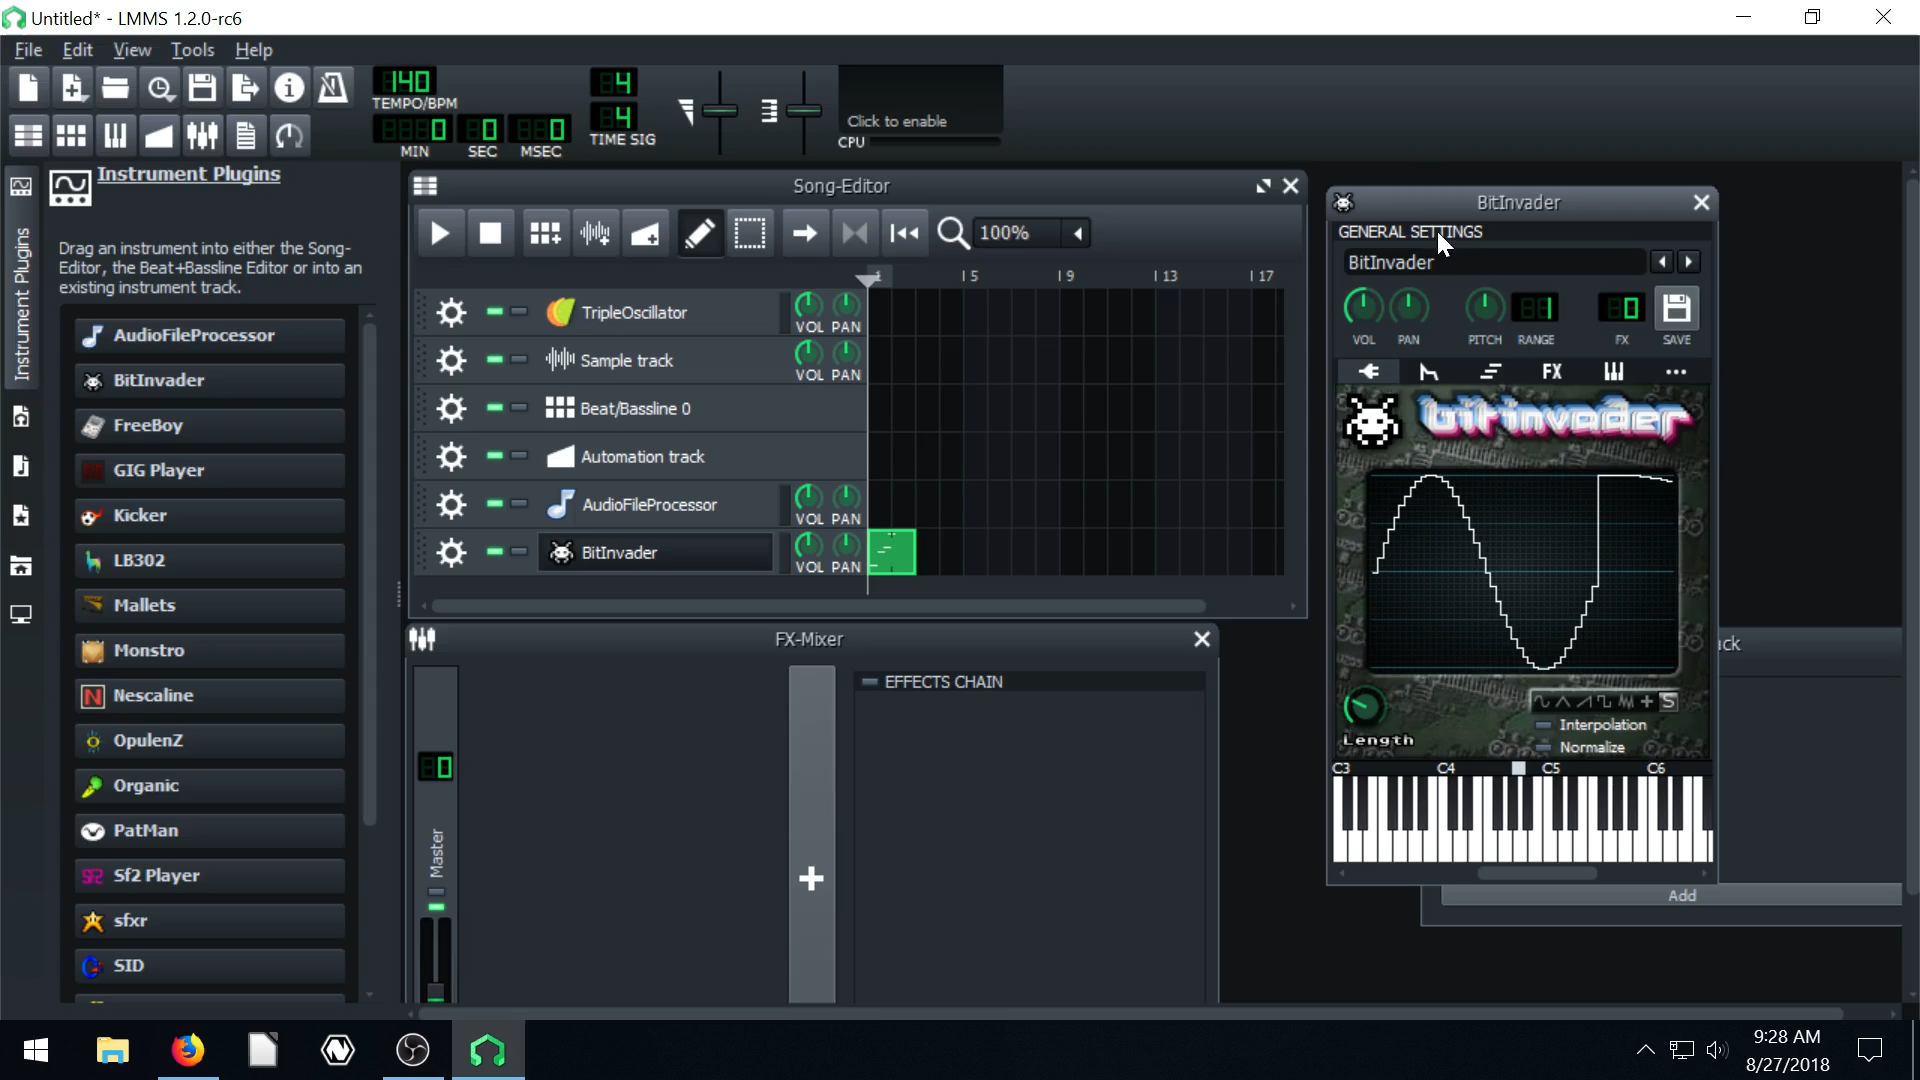 Untitled* - LMMS 1.2.0-rc6
File Edit View Tools Help
140
TEMPO/BPM
4
4
TIME SIG
0 0 0
MIN SEC MSEC
Click to enable
CPU
Instrument Plugins
Instrument Plugins
Drag an instrument into either the Song-
Editor, the Beat+Bassline Editor or into an
existing instrument track.
AudioFileProcessor
BitInvader
FreeBoy
GIG Player
Kicker
LB302
Mallets
Monstro
Nescaline
OpulenZ
Organic
PatMan
Sf2 Player
sfxr
SID
Song-Editor
100%
1 5 9 13 17
TripleOscillator VOL PAN
Sample track VOL PAN
Beat/Bassline 0
Automation track
AudioFileProcessor VOL PAN
BitInvader VOL PAN
FX-Mixer
0
Master
EFFECTS CHAIN
BitInvader
GENERAL SETTINGS
BitInvader
1 0
VOL PAN PITCH RANGE FX SAVE
FX
bitinvader
S
Interpolation
Normalize
Length
C3 C4 C5 C6
ck
Add
9:28 AM
8/27/2018